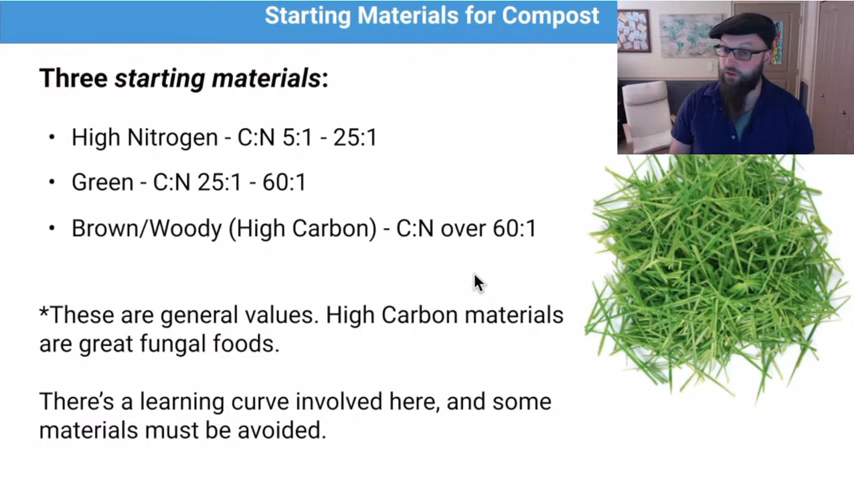 Starting Materials for Compost
Three starting materials:
• High Nitrogen - C:N 5:1 - 25:1
• Green - C:N 25:1 - 60:1
• Brown/Woody (High Carbon) - C:N over 60:1
*These are general values. High Carbon materials
are great fungal foods.
There’s a learning curve involved here, and some
materials must be avoided.